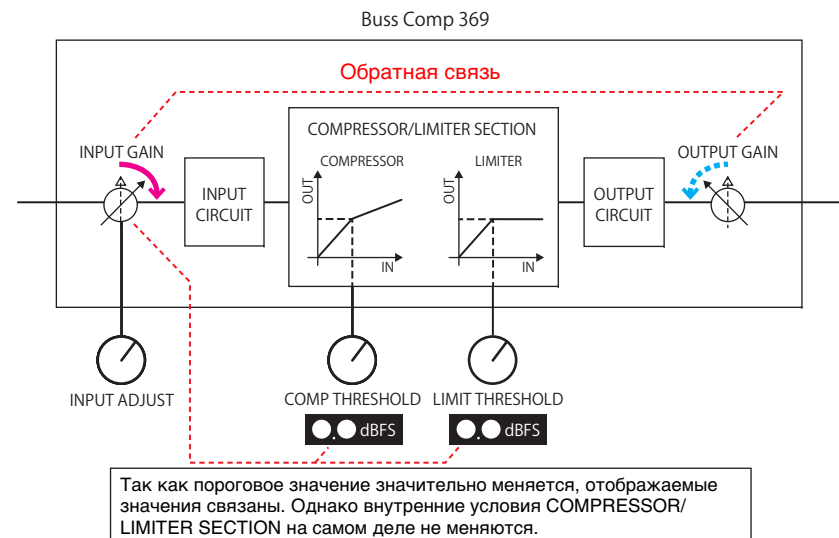 Buss Comp 369
Обратная связь
COMPRESSOR/LIMITER SECTION
INPUT GAIN
OUTPUT GAIN
COMPRESSOR
LIMITER
OUT
OUT
INPUT
CIRCUIT
OUTPUT
CIRCUIT
IN
IN
INPUT ADJUST
COMP THRESHOLD
LIMIT THRESHOLD
dBFS
dBFS
Так как пороговое значение значительно меняется, отображаемые
значения связаны. Однако внутренние условия COMPRESSOR/
LIMITER SECTION на самом деле не меняются.